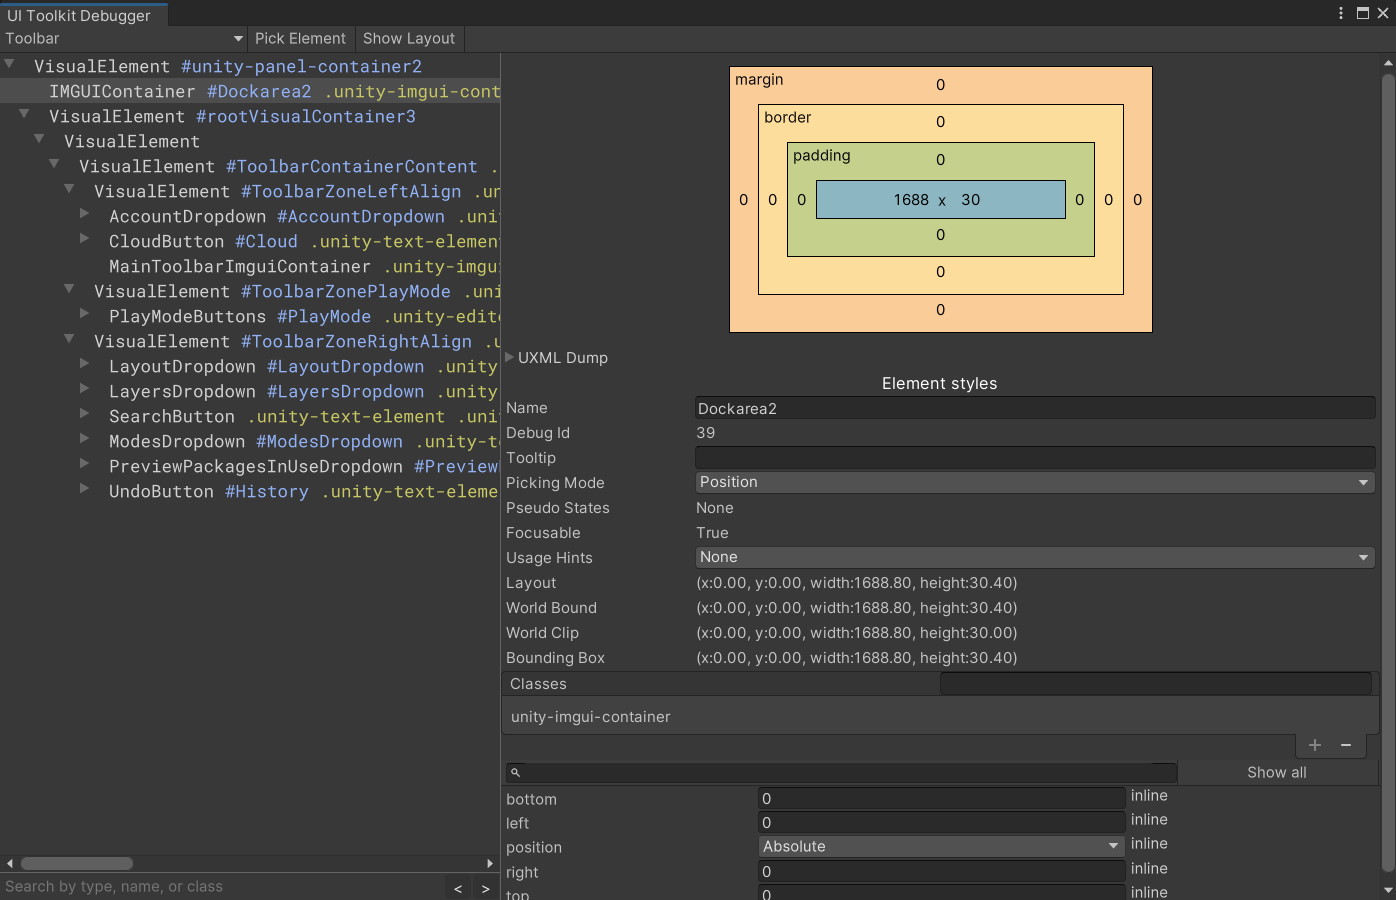 UI Toolkit Debugger
Toolbar Pick Element Show Layout
VisualElement #unity-panel-container2
IMGUIContainer #Dockarea2 .unity-imgui-cont
VisualElement #rootVisualContainer3
VisualElement
VisualElement #ToolbarContainerContent .
VisualElement #ToolbarZoneLeftAlign .un
AccountDropdown #AccountDropdown .uni
CloudButton #Cloud .unity-text-elemen
MainToolbarImguiContainer .unity-imgu
VisualElement #ToolbarZonePlayMode .uni
PlayModeButtons #PlayMode .unity-edit
VisualElement #ToolbarZoneRightAlign .u
LayoutDropdown #LayoutDropdown .unity
LayersDropdown #LayersDropdown .unity
SearchButton .unity-text-element .uni
ModesDropdown #ModesDropdown .unity-t
PreviewPackagesInUseDropdown #Preview
UndoButton #History .unity-text-eleme
Search by type, name, or class < >
margin 0
border 0
padding 0
0 0 0 1688 x 30 0 0 0
0
0
0
UXML Dump
Element styles
Name Dockarea2
Debug Id 39
Tooltip
Picking Mode Position
Pseudo States None
Focusable True
Usage Hints None
Layout (x:0.00, y:0.00, width:1688.80, height:30.40)
World Bound (x:0.00, y:0.00, width:1688.80, height:30.40)
World Clip (x:0.00, y:0.00, width:1688.80, height:30.00)
Bounding Box (x:0.00, y:0.00, width:1688.80, height:30.40)
Classes
unity-imgui-container
+ −
Show all
bottom 0 inline
left 0 inline
position Absolute inline
right 0 inline
top 0 inline